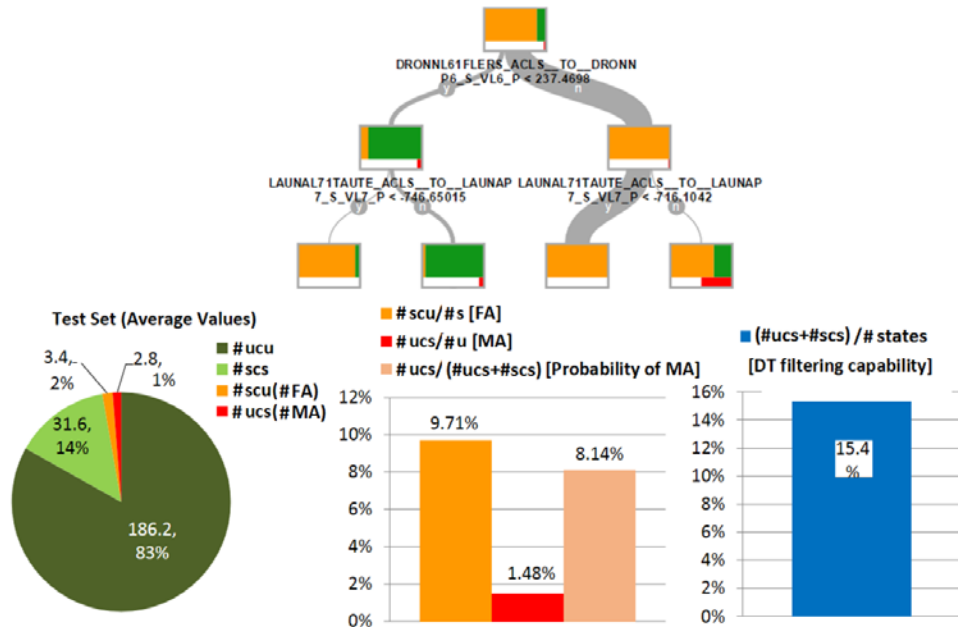 DRONNL61FLERS_ACLS__TO__DRONN
P6_S_VL6_P < 237.4698
y
n
LAUNAL71TAUTE_ACLS__TO__LAUNAP
7_S_VL7_P < -746.65015
y
n
LAUNAL71TAUTE_ACLS__TO__LAUNAP
7_S_VL7_P < -716.1042
y
n
Test Set (Average Values)
3.4,
2%
2.8,
1%
31.6,
14%
186.2,
83%
#ucu
#scs
#scu(#FA)
#ucs(#MA)
#scu/#s [FA]
#ucs/#u [MA]
#ucs/(#ucs+#scs) [Probability of MA]
10%
8%
6%
4%
2%
0%
9.71%
1.48%
8.14%
(#ucs+#scs)/# states
[DT filtering capability]
16%
14%
12%
10%
8%
6%
4%
2%
0%
15.4
%